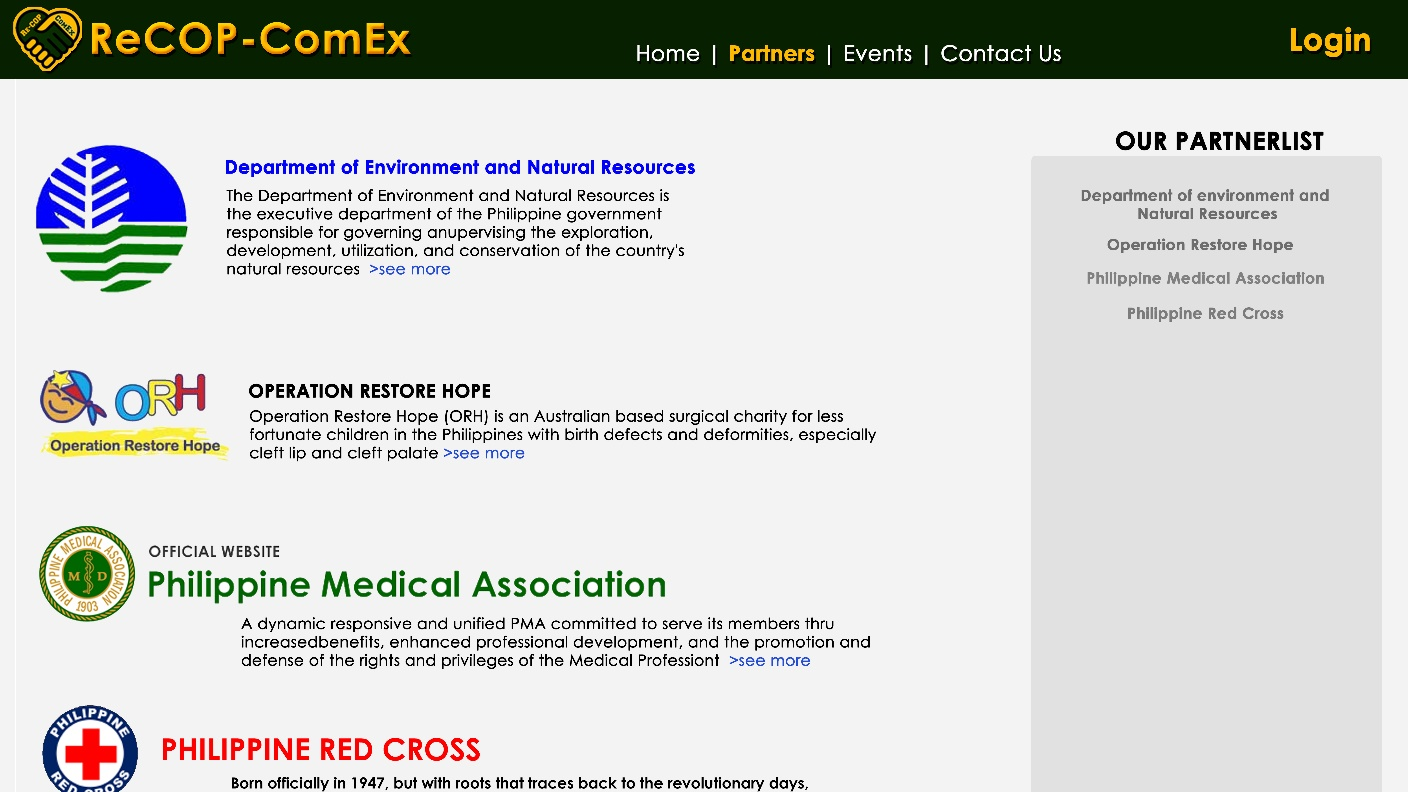 Re-COP ComEx
ReCOP-ComEx
Home | Partners | Events | Contact Us
Login
OUR PARTNERLIST
Department of environment and
Natural Resources
Operation Restore Hope
Philippine Medical Association
Philippine Red Cross
Department of Environment and Natural Resources
The Department of Environment and Natural Resources is
the executive department of the Philippine government
responsible for governing anupervising the exploration,
development, utilization, and conservation of the country's
natural resources >see more
ORH
Operation Restore Hope
OPERATION RESTORE HOPE
Operation Restore Hope (ORH) is an Australian based surgical charity for less
fortunate children in the Philippines with birth defects and deformities, especially
cleft lip and cleft palate >see more
PHILIPPINE MEDICAL ASSOCIATION
M D
1903
OFFICIAL WEBSITE
Philippine Medical Association
A dynamic responsive and unified PMA committed to serve its members thru
increasedbenefits, enhanced professional development, and the promotion and
defense of the rights and privileges of the Medical Professiont >see more
PHILIPPINE
RED CROSS
PHILIPPINE RED CROSS
Born officially in 1947, but with roots that traces back to the revolutionary days,